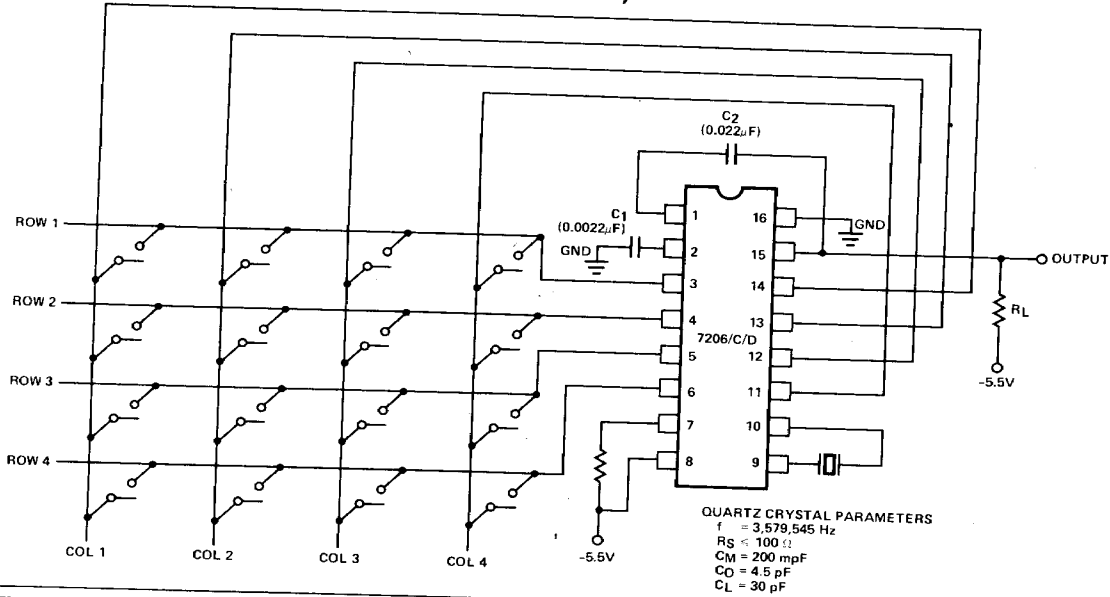 C2
(0.022μF)
C1
(0.0022μF)
GND
1
2
3
4
5
6
7
8
16
15
14
13
12
11
10
9
7206/C/D
GND
OUTPUT
RL
-5.5V
ROW 1
ROW 2
ROW 3
ROW 4
COL 1
COL 2
COL 3
COL 4
-5.5V
QUARTZ CRYSTAL PARAMETERS
f = 3,579,545 Hz
RS ≤ 100 Ω
CM = 200 mpF
CO = 4.5 pF
CL = 30 pF